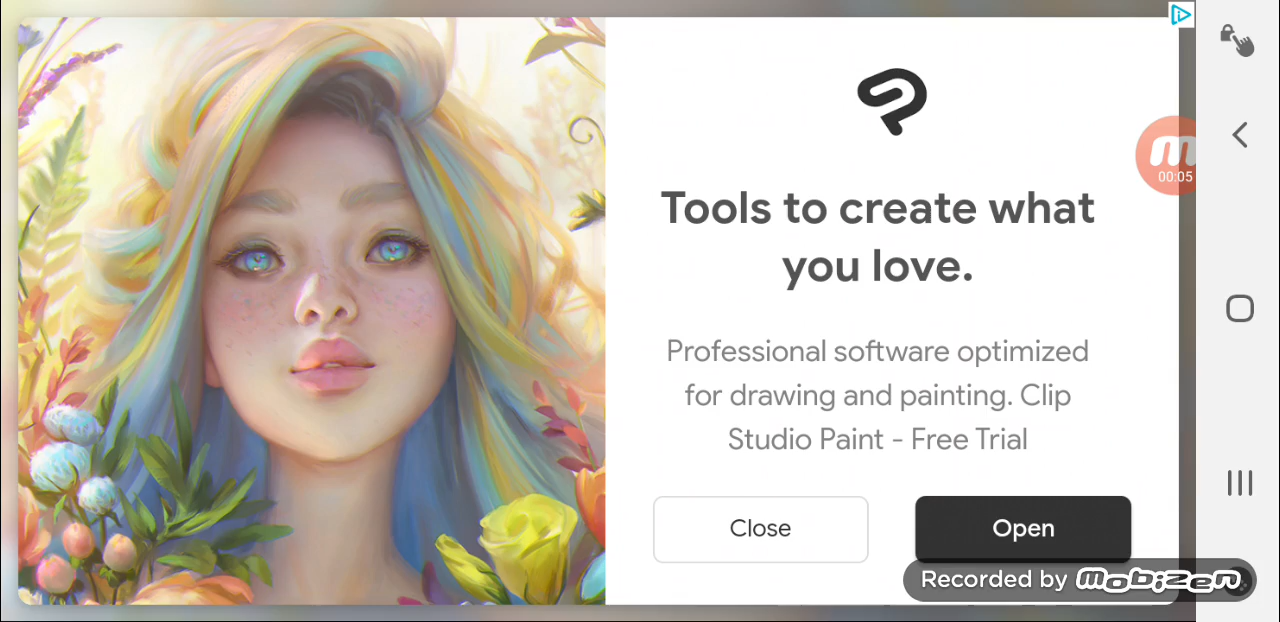 00:05
Tools to create what
you love.
Professional software optimized
for drawing and painting. Clip
Studio Paint - Free Trial
Close
Open
Recorded by mobizen